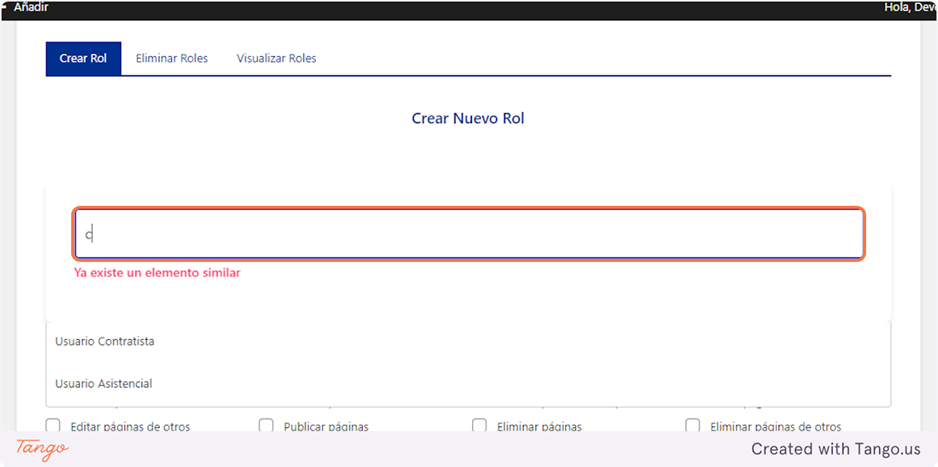 Añadir Hola, Devo
Crear Rol Eliminar Roles Visualizar Roles
Crear Nuevo Rol
c
Ya existe un elemento similar
Usuario Contratista
Usuario Asistencial
Editar páginas de otros Publicar páginas Eliminar páginas Eliminar páginas de otros
Tango Created with Tango.us